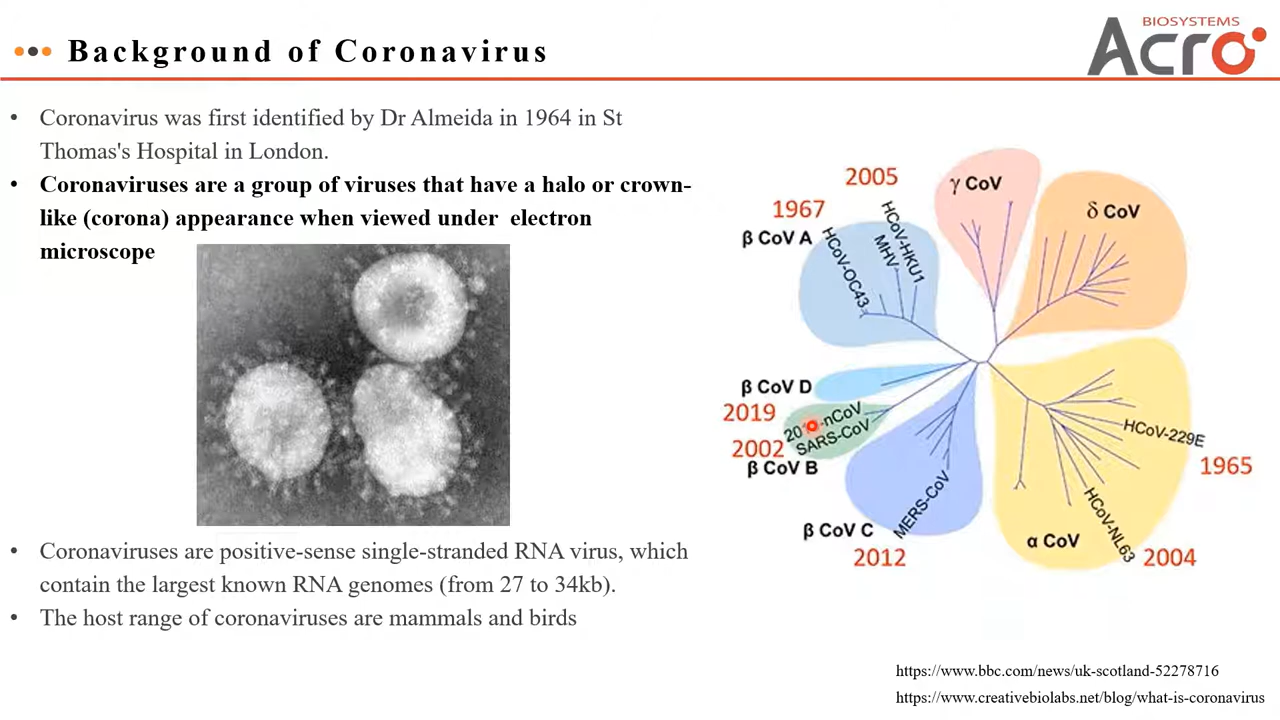 Background of Coronavirus
BIOSYSTEMS
Acro
• Coronavirus was first identified by Dr Almeida in 1964 in St
Thomas's Hospital in London.
• Coronaviruses are a group of viruses that have a halo or crown-
like (corona) appearance when viewed under electron
microscope
• Coronaviruses are positive-sense single-stranded RNA virus, which
contain the largest known RNA genomes (from 27 to 34kb).
• The host range of coronaviruses are mammals and birds
2005
1967
β CoV A
HCoV-OC43
MHV
HCoV-HKU1
γ CoV
δ CoV
β CoV D
2019
SARS-CoV
2002
β CoV B
β CoV C
MERS-CoV
2012
HCoV-229E
1965
α CoV
HCoV-NL63
2004
https://www.bbc.com/news/uk-scotland-52278716
https://www.creativebiolabs.net/blog/what-is-coronavirus